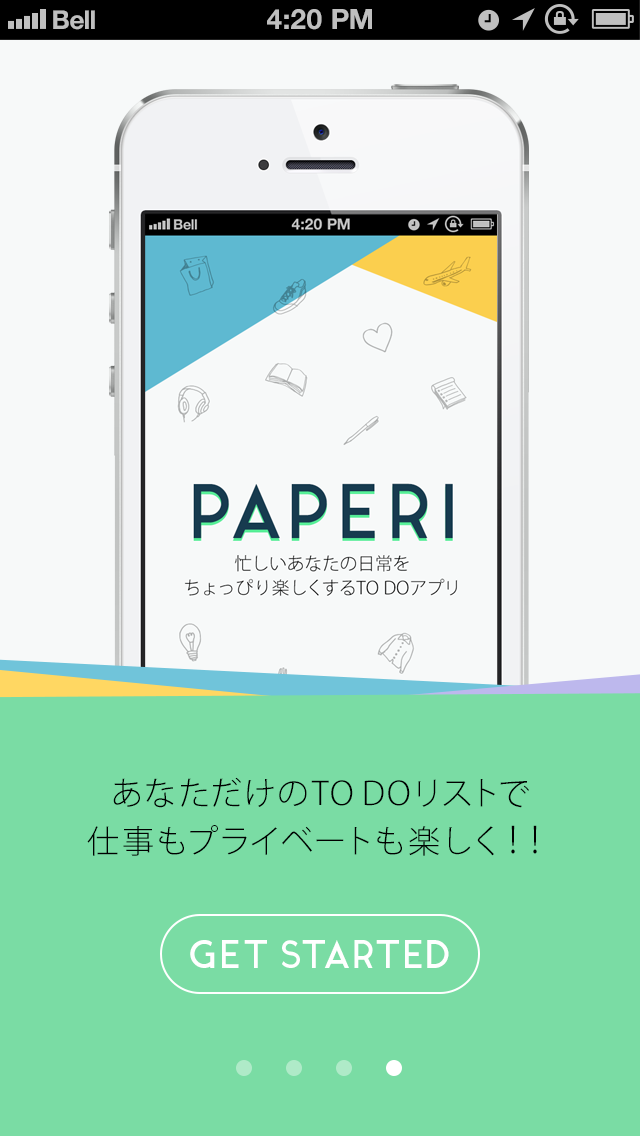 Bell 4:20 PM
Bell 4:20 PM
PAPERI
忙しいあなたの日常を
ちょっぴり楽しくするTO DOアプリ
あなただけのTO DOリストで
仕事もプライベートも楽しく!!
GET STARTED